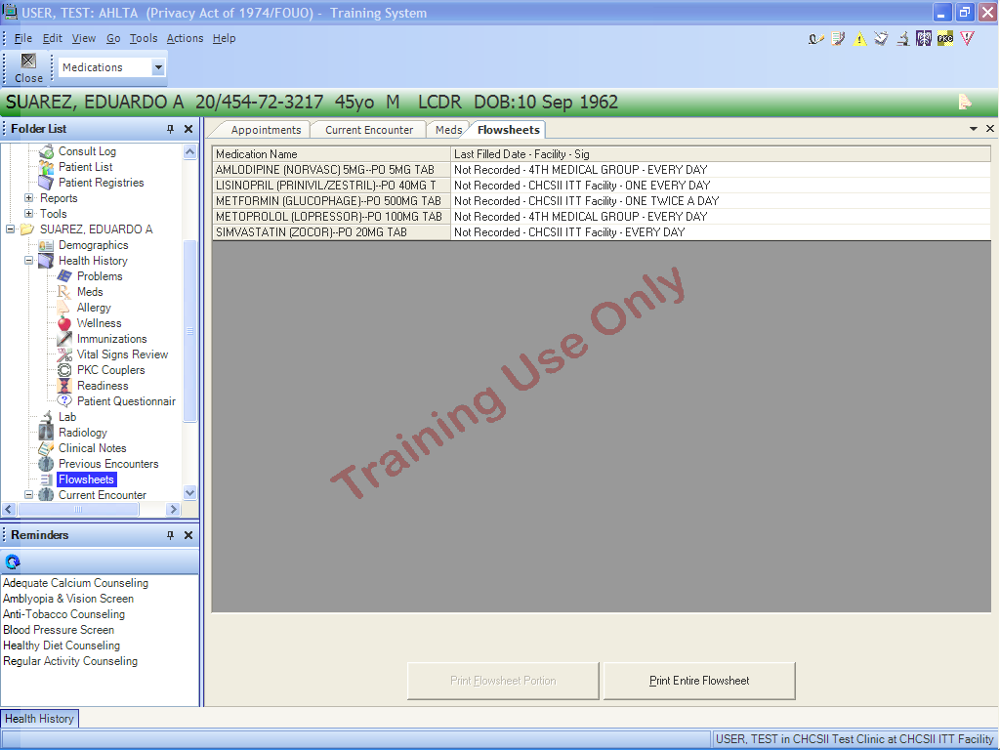 USER, TEST: AHLTA (Privacy Act of 1974/FOUO) - Training System
File Edit View Go Tools Actions Help
Close
Medications
SUAREZ, EDUARDO A 20/454-72-3217 45yo M LCDR DOB:10 Sep 1962
Folder List
Consult Log
Patient List
Patient Registries
Reports
Tools
SUAREZ, EDUARDO A
Demographics
Health History
Problems
Meds
Allergy
Wellness
Immunizations
Vital Signs Review
PKC Couplers
Readiness
Patient Questionnair
Lab
Radiology
Clinical Notes
Previous Encounters
Flowsheets
Current Encounter
Reminders
Adequate Calcium Counseling
Amblyopia & Vision Screen
Anti-Tobacco Counseling
Blood Pressure Screen
Healthy Diet Counseling
Regular Activity Counseling
Health History
Appointments Current Encounter Meds Flowsheets
Medication Name Last Filled Date - Facility - Sig
AMLODIPINE (NORVASC) 5MG--PO 5MG TAB Not Recorded - 4TH MEDICAL GROUP - EVERY DAY
LISINOPRIL (PRINIVIL/ZESTRIL)--PO 40MG T Not Recorded - CHCSII ITT Facility - ONE EVERY DAY
METFORMIN (GLUCOPHAGE)--PO 500MG TAB Not Recorded - CHCSII ITT Facility - ONE TWICE A DAY
METOPROLOL (LOPRESSOR)--PO 100MG TAB Not Recorded - 4TH MEDICAL GROUP - EVERY DAY
SIMVASTATIN (ZOCOR)--PO 20MG TAB Not Recorded - CHCSII ITT Facility - EVERY DAY
Training Use Only
Print Flowsheet Portion Print Entire Flowsheet
USER, TEST in CHCSII Test Clinic at CHCSII ITT Facility